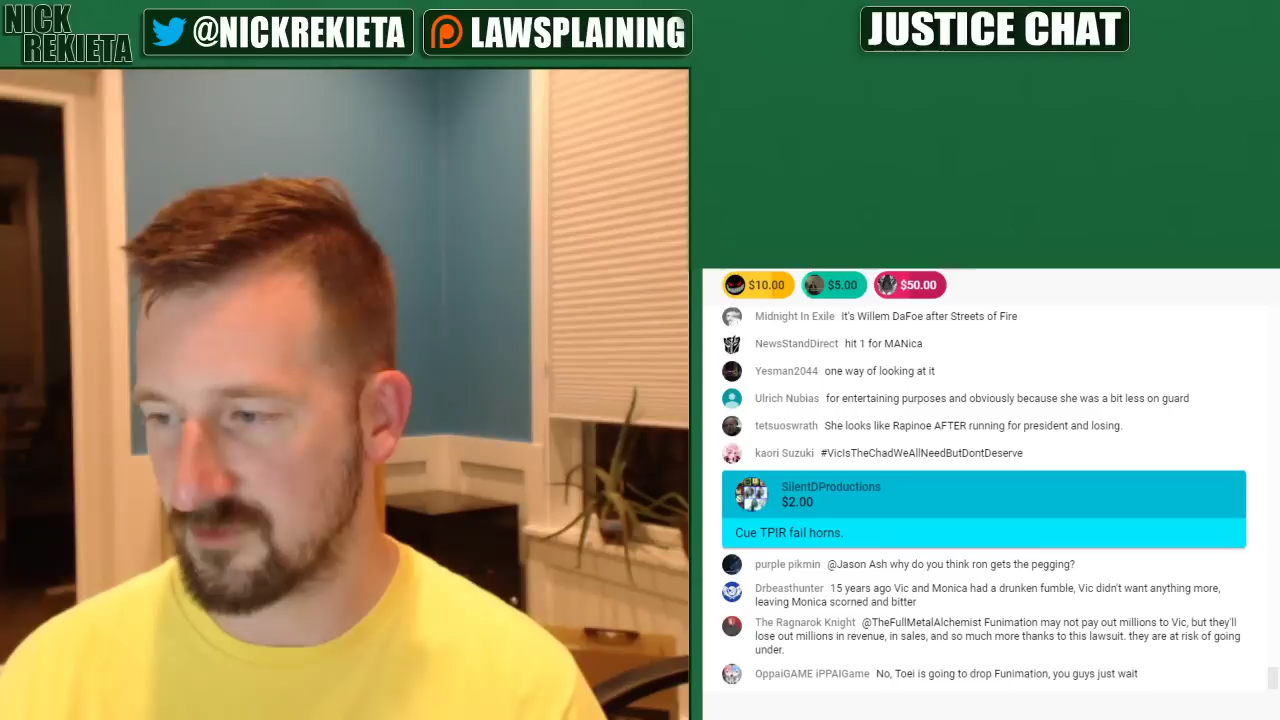 NICK
REKIETA
@NICKREKIETA
LAWSPLAINING
JUSTICE CHAT
$10.00
$5.00
$50.00
Midnight In Exile It's Willem DaFoe after Streets of Fire
NewsStandDirect hit 1 for MANica
Yesman2044 one way of looking at it
Ulrich Nubias for entertaining purposes and obviously because she was a bit less on guard
tetsuoswrath She looks like Rapinoe AFTER running for president and losing.
kaori Suzuki #VicIsTheChadWeAllNeedButDontDeserve
SilentDProductions
$2.00
Cue TPIR fail horns.
purple pikmin @Jason Ash why do you think ron gets the pegging?
Drbeasthunter 15 years ago Vic and Monica had a drunken fumble, Vic didn't want anything more,
leaving Monica scorned and bitter
The Ragnarok Knight @TheFullMetalAlchemist Funimation may not pay out millions to Vic, but they'll
lose out millions in revenue, in sales, and so much more thanks to this lawsuit. they are at risk of going
under.
OppaiGAME iPPAIGame No, Toei is going to drop Funimation, you guys just wait